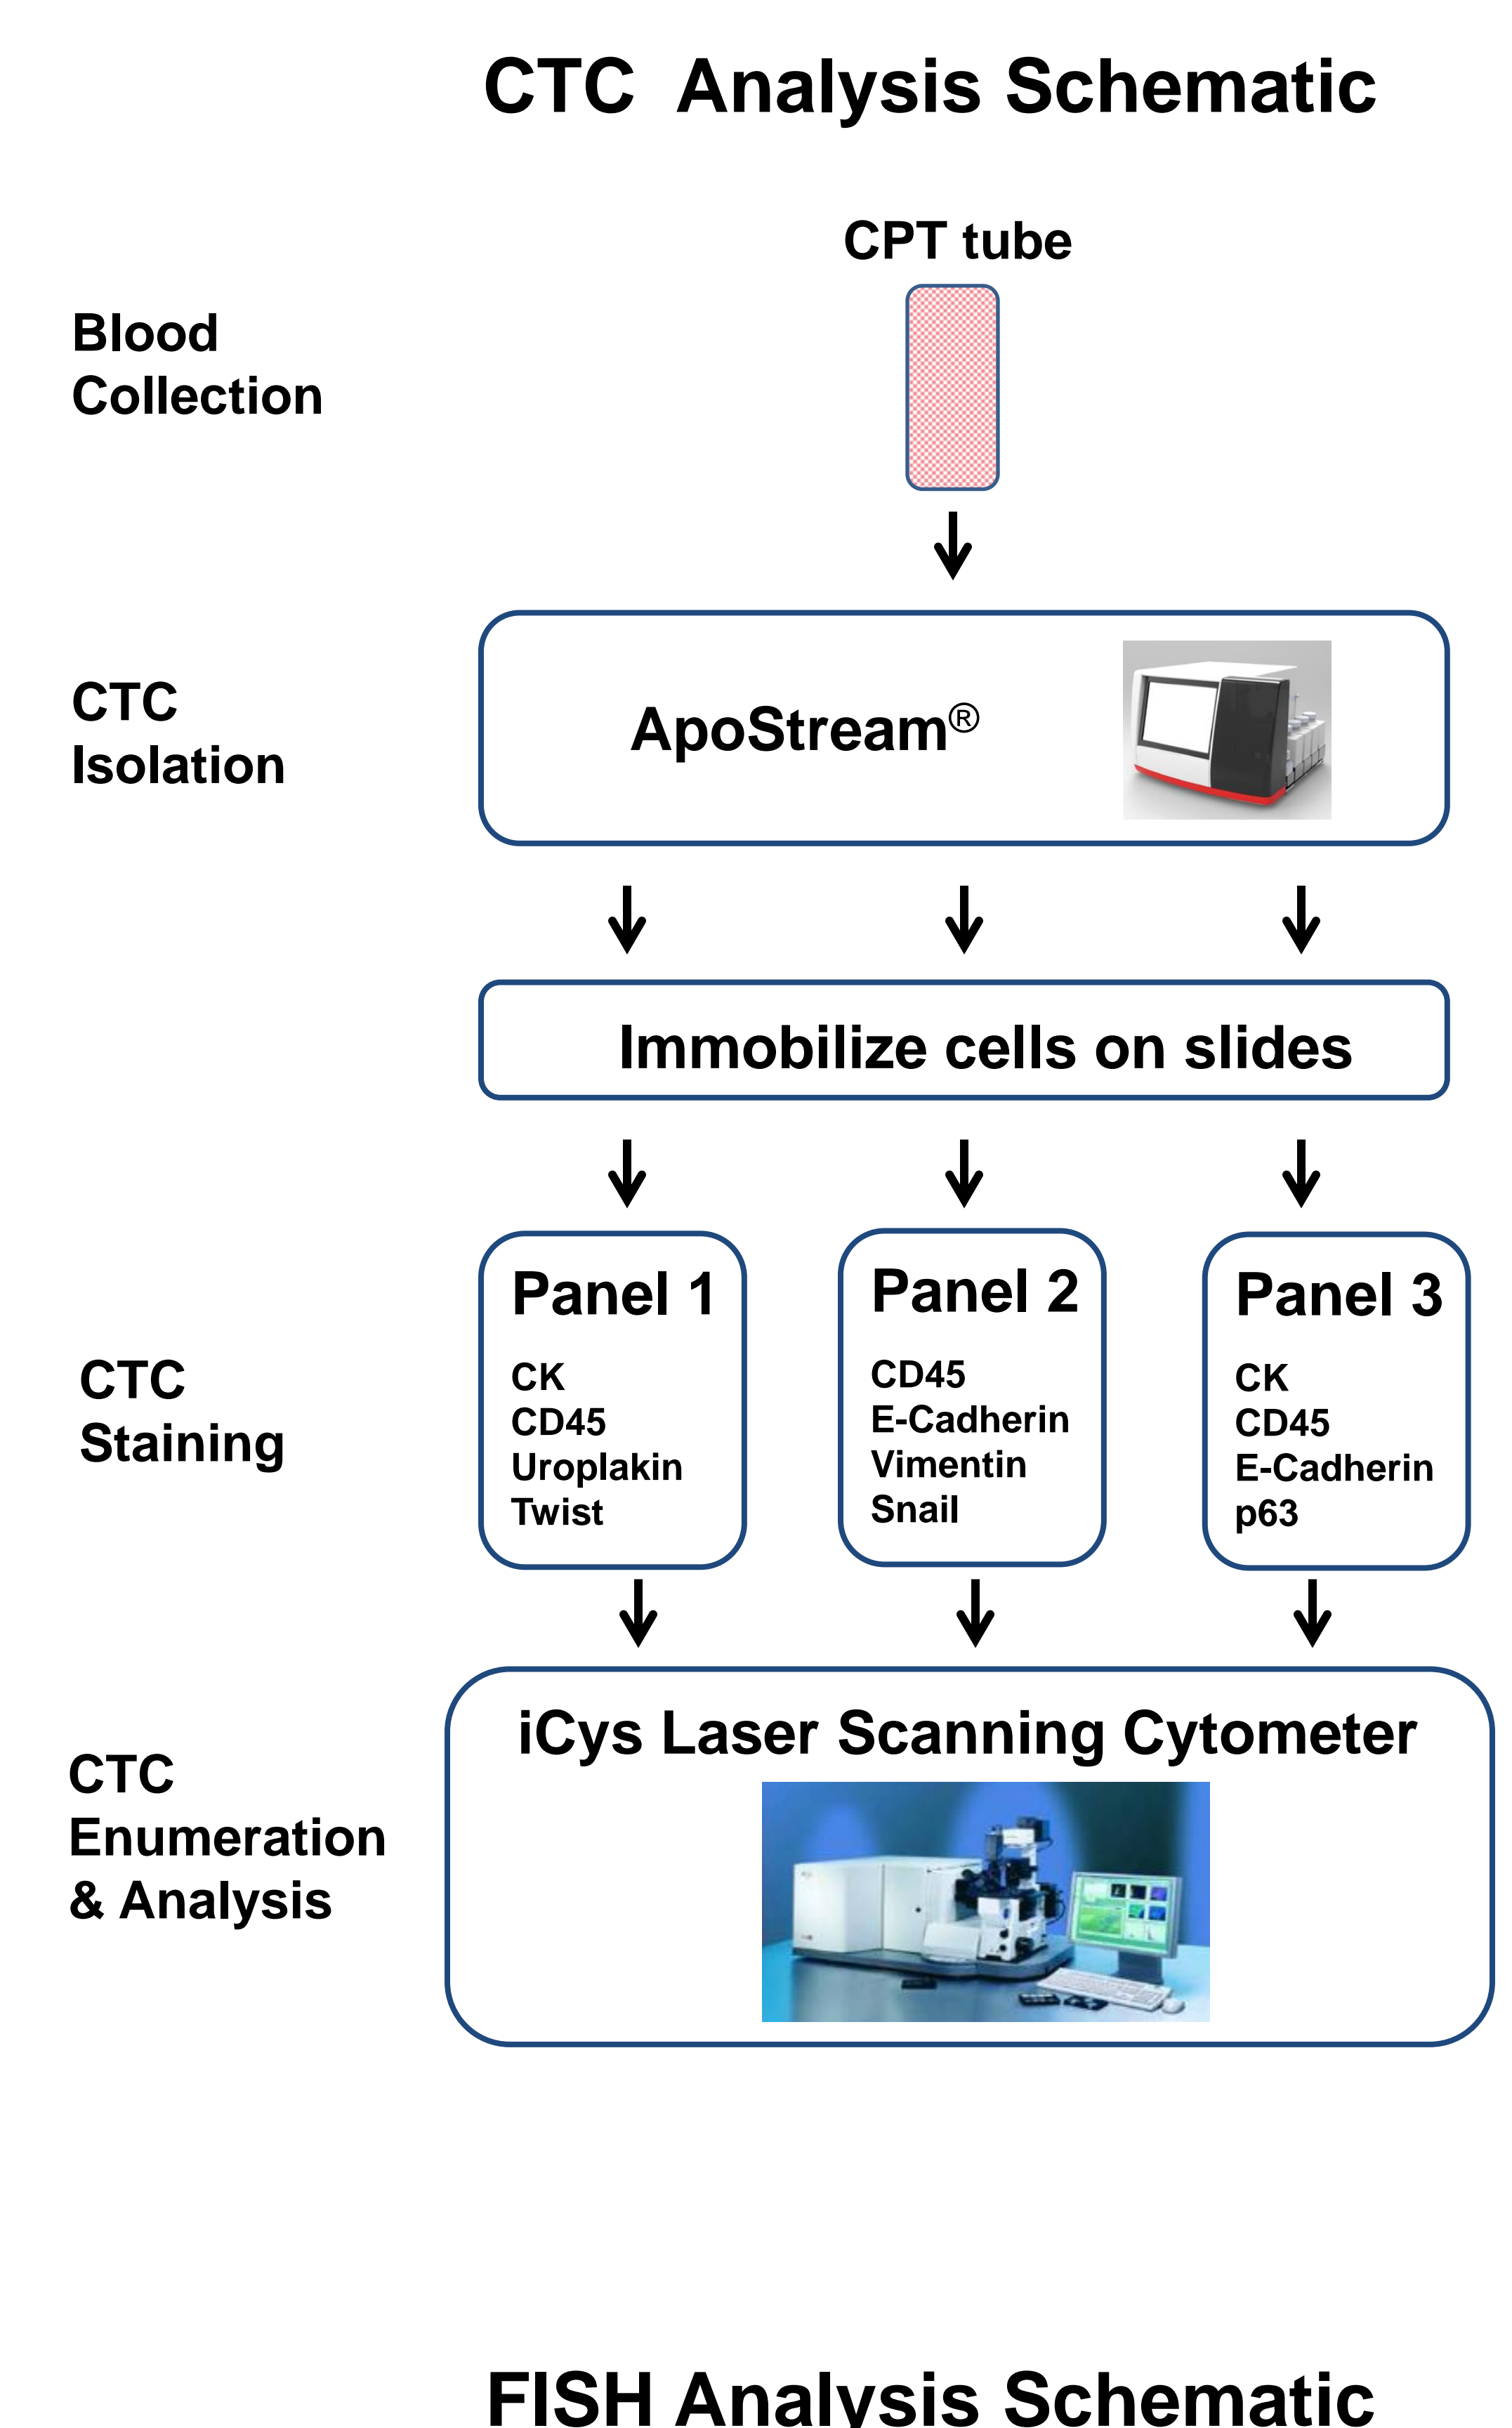 CTC Analysis Schematic
CPT tube
Blood
Collection
CTC
Isolation
ApoStream®
Immobilize cells on slides
CTC
Staining
Panel 1
CK
CD45
Uroplakin
Twist
Panel 2
CD45
E-Cadherin
Vimentin
Snail
Panel 3
CK
CD45
E-Cadherin
p63
CTC
Enumeration
& Analysis
iCys Laser Scanning Cytometer
FISH Analysis Schematic